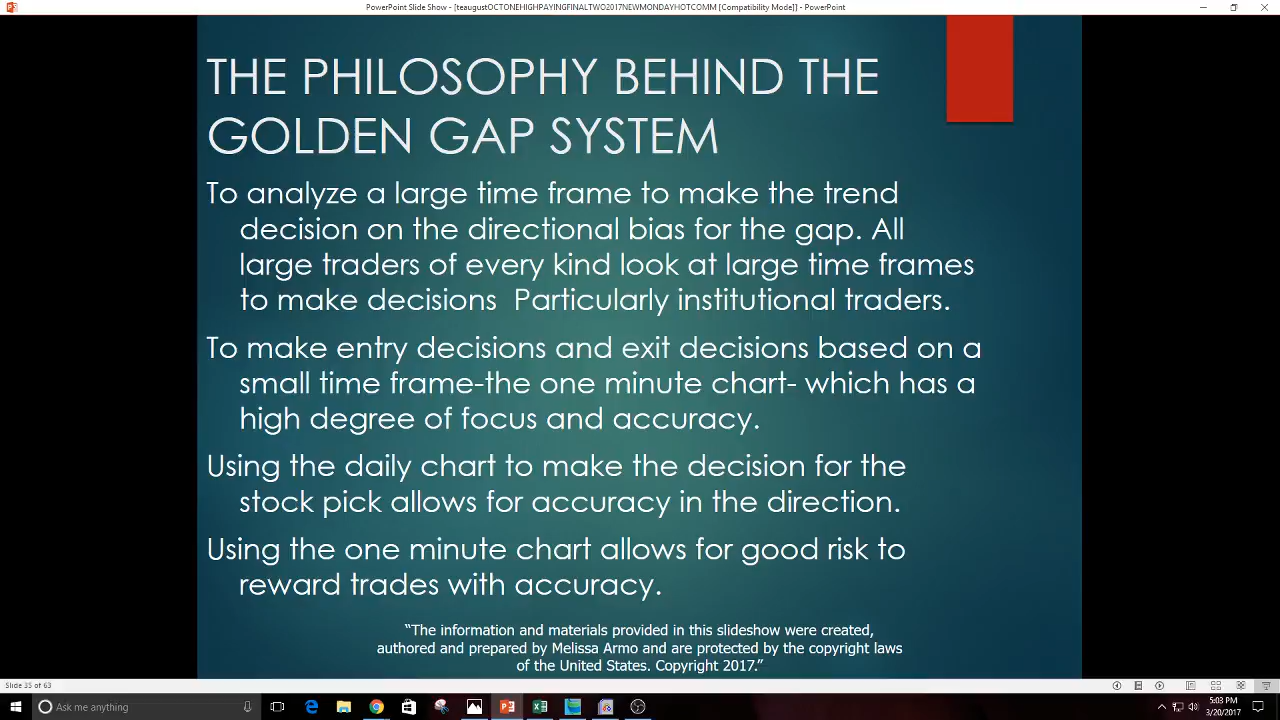 PowerPoint Slide Show - [teaugustOCTONEHIGHPAYINGFINALTWO2017NEWMONDAYHOTCOMM [Compatibility Mode]] - PowerPoint
THE PHILOSOPHY BEHIND THE
GOLDEN GAP SYSTEM
To analyze a large time frame to make the trend
decision on the directional bias for the gap. All
large traders of every kind look at large time frames
to make decisions  Particularly institutional traders.
To make entry decisions and exit decisions based on a
small time frame-the one minute chart- which has a
high degree of focus and accuracy.
Using the daily chart to make the decision for the
stock pick allows for accuracy in the direction.
Using the one minute chart allows for good risk to
reward trades with accuracy.
“The information and materials provided in this slideshow were created,
authored and prepared by Melissa Armo and are protected by the copyright laws
of the United States. Copyright 2017.”
Slide 35 of 63
Ask me anything
5:03 PM
3/20/2017